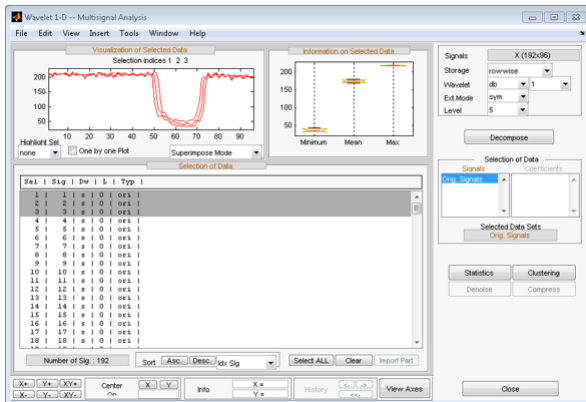 Wavelet 1-D -- Multisignal Analysis
File Edit View Insert Tools Window Help
Visualization of Selected Data
Selection indices 1 2 3
200
150
100
50
10 20 30 40 50 60 70 80 90
Highlight Sel
none
One by one Plot
Superimpose Mode
Information on Selected Data
200
150
100
50
Minimum Mean Max
Selection of Data
Sel | Sig | Dw | L | Typ |
1 | 1 | s | 0 | ori |
2 | 2 | s | 0 | ori |
3 | 3 | s | 0 | ori |
4 | 4 | s | 0 | ori |
5 | 5 | s | 0 | ori |
6 | 6 | s | 0 | ori |
7 | 7 | s | 0 | ori |
8 | 8 | s | 0 | ori |
9 | 9 | s | 0 | ori |
10 | 10 | s | 0 | ori |
11 | 11 | s | 0 | ori |
12 | 12 | s | 0 | ori |
13 | 13 | s | 0 | ori |
14 | 14 | s | 0 | ori |
15 | 15 | s | 0 | ori |
16 | 16 | s | 0 | ori |
17 | 17 | s | 0 | ori |
18 | 18 | s | 0 | ori |
Number of Sig. : 192
Sort Asc. Desc. Idx Sig
Select ALL Clear Import Part
X+ Y+ XY+
X- Y- XY-
Center
On
X Y
Info
X =
Y =
History
<- ->
<<-
View Axes
Signals X (192x96)
Storage rowwise
Wavelet db 1
Ext.Mode sym
Level 5
Decompose
Selection of Data
Signals Coefficients
Orig. Signals
Selected Data Sets
Orig. Signals
Statistics Clustering
Denoise Compress
Close